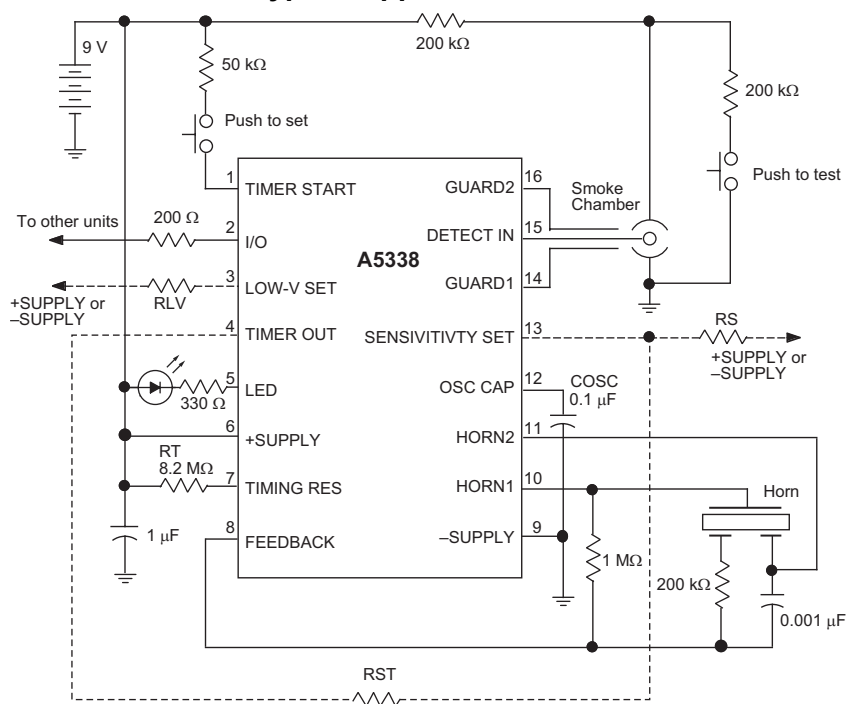 200 kΩ
9 V
50 kΩ
200 kΩ
Push to set
Push to test
Smoke
Chamber
To other units
200 Ω
A5338
1 TIMER START
2 I/O
3 LOW-V SET
4 TIMER OUT
5 LED
6 +SUPPLY
7 TIMING RES
8 FEEDBACK
16 GUARD2
15 DETECT IN
14 GUARD1
13 SENSIVITIVTY SET
12 OSC CAP
11 HORN2
10 HORN1
9 –SUPPLY
RLV
+SUPPLY or
–SUPPLY
RS
+SUPPLY or
–SUPPLY
330 Ω
COSC
0.1 μF
RT
8.2 MΩ
1 μF
Horn
1 MΩ
200 kΩ
0.001 μF
RST